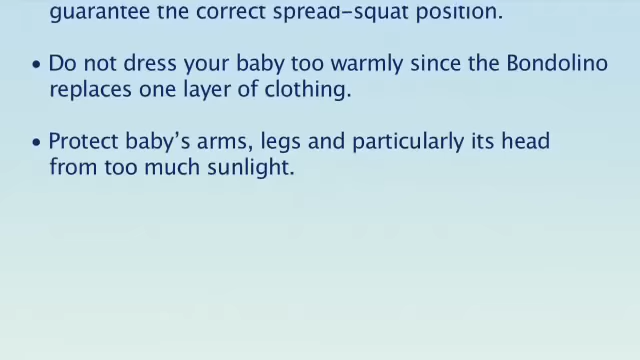 guarantee the correct spread-squat position.
• Do not dress your baby too warmly since the Bondolino
replaces one layer of clothing.
• Protect baby's arms, legs and particularly its head
from too much sunlight.